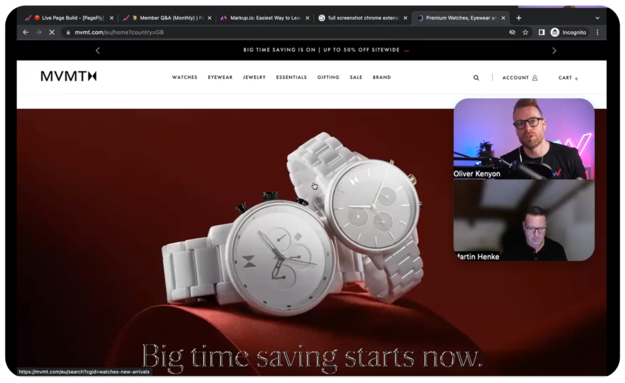 Live Page Build - [PageFly]
Member Q&A (Monthly) | F
Markup.io: Easiest Way to Lea
full screenshot chrome exten
Premium Watches, Eyewear a
mvmt.com/eu/home?country=GB
Incognito
BIG TIME SAVING IS ON | UP TO 50% OFF SITEWIDE
MVMT
WATCHES EYEWEAR JEWELRY ESSENTIALS GIFTING SALE BRAND
ACCOUNT
CART 0
Oliver Kenyon
Martin Henke
Big time saving starts now.
https://mvmt.com/eu/search?cgid=watches-new-arrivals